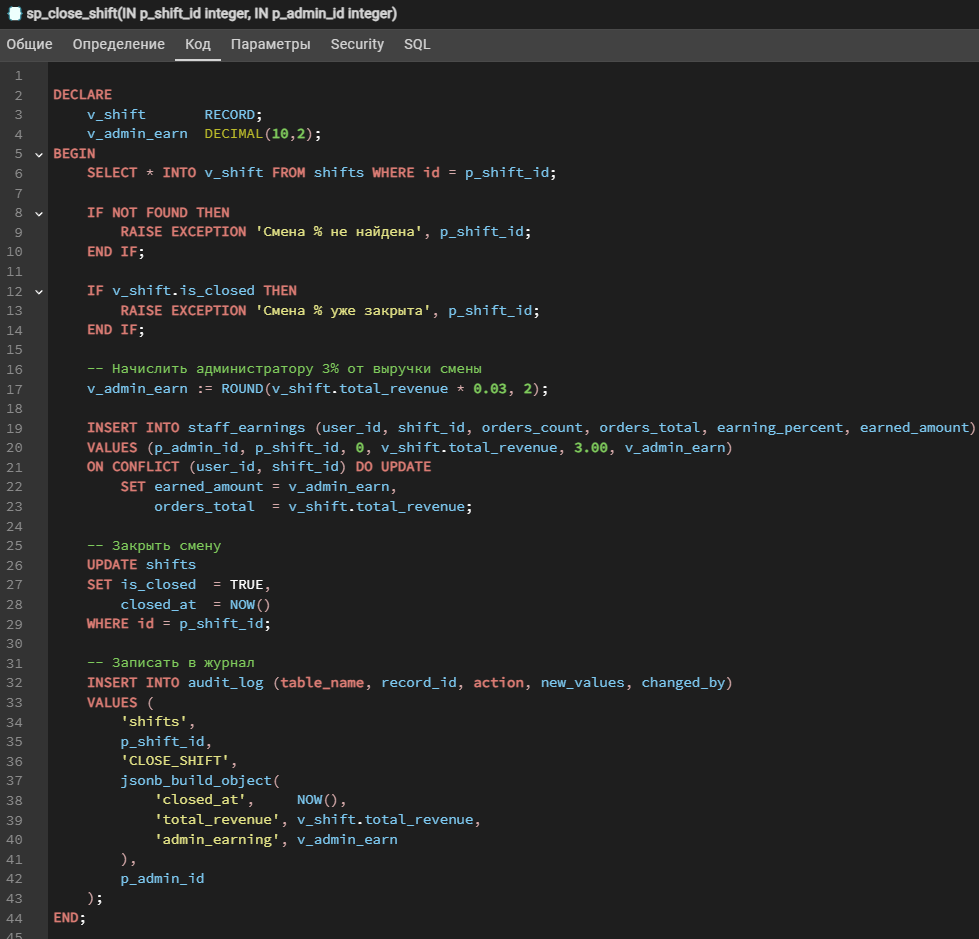 sp_close_shift(IN p_shift_id integer, IN p_admin_id integer)
Общие Определение Код Параметры Security SQL
1
2 DECLARE
3     v_shift       RECORD;
4     v_admin_earn  DECIMAL(10,2);
5 BEGIN
6     SELECT * INTO v_shift FROM shifts WHERE id = p_shift_id;
7
8     IF NOT FOUND THEN
9         RAISE EXCEPTION 'Смена % не найдена', p_shift_id;
10     END IF;
11
12     IF v_shift.is_closed THEN
13         RAISE EXCEPTION 'Смена % уже закрыта', p_shift_id;
14     END IF;
15
16     -- Начислить администратору 3% от выручки смены
17     v_admin_earn := ROUND(v_shift.total_revenue * 0.03, 2);
18
19     INSERT INTO staff_earnings (user_id, shift_id, orders_count, orders_total, earning_percent, earned_amount)
20     VALUES (p_admin_id, p_shift_id, 0, v_shift.total_revenue, 3.00, v_admin_earn)
21     ON CONFLICT (user_id, shift_id) DO UPDATE
22         SET earned_amount = v_admin_earn,
23             orders_total  = v_shift.total_revenue;
24
25     -- Закрыть смену
26     UPDATE shifts
27     SET is_closed  = TRUE,
28         closed_at  = NOW()
29     WHERE id = p_shift_id;
30
31     -- Записать в журнал
32     INSERT INTO audit_log (table_name, record_id, action, new_values, changed_by)
33     VALUES (
34         'shifts',
35         p_shift_id,
36         'CLOSE_SHIFT',
37         jsonb_build_object(
38             'closed_at',     NOW(),
39             'total_revenue', v_shift.total_revenue,
40             'admin_earning', v_admin_earn
41         ),
42         p_admin_id
43     );
44 END;
45